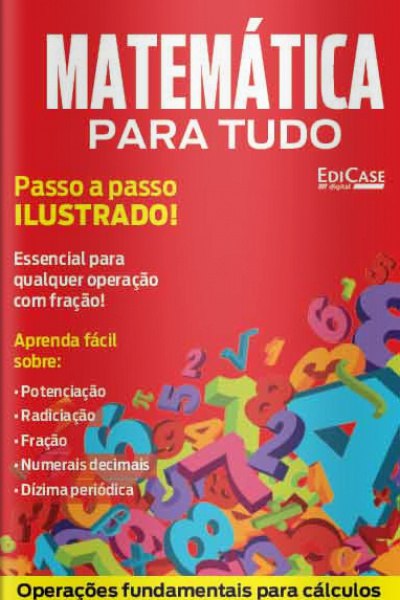 MATEMÁTICA
PARA TUDO
EDICASE
digital
Passo a passo
ILUSTRADO!
Essencial para
qualquer operação
com fração!
Aprenda fácil
sobre:
• Potenciação
• Radiciação
• Fração
• Numerais decimais
• Dízima periódica
Operações fundamentais para cálculos